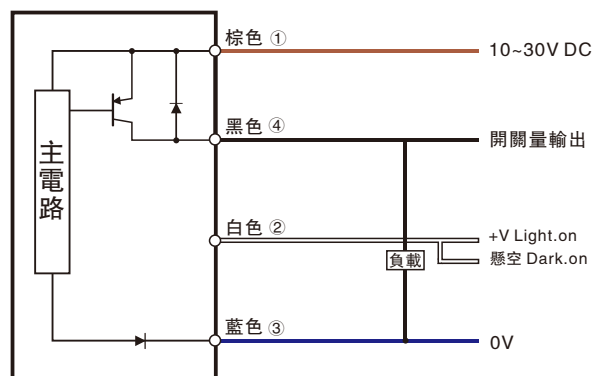 棕色 ①
10~30V DC
主電路
黑色 ④
開關量輸出
白色 ②
+V Light.on
負載
懸空 Dark.on
藍色 ③
0V